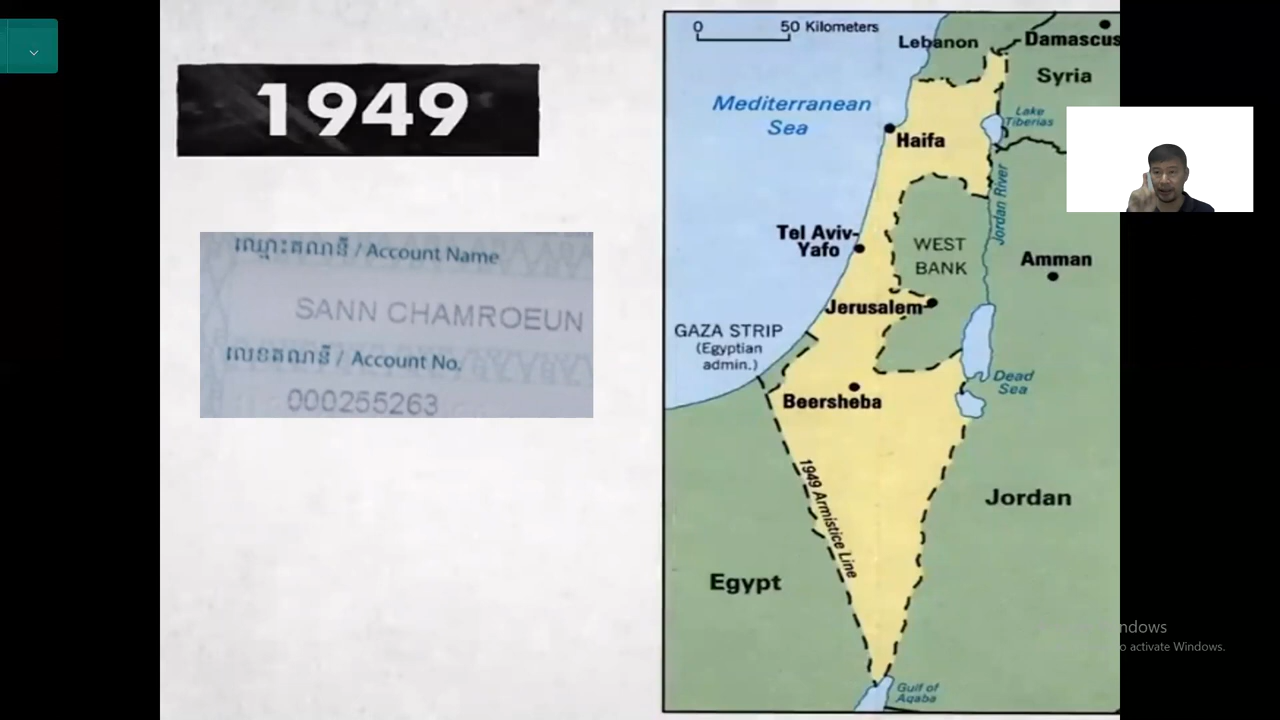 1949
ឈ្មោះគណនី / Account Name
SANN CHAMROEUN
លេខគណនី / Account No.
000255263
0 50 Kilometers
Lebanon
Damascus
Syria
Mediterranean
Sea
Lake
Tiberias
Haifa
Jordan River
Tel Aviv-
Yafo
WEST
BANK
Amman
Jerusalem
GAZA STRIP
(Egyptian
admin.)
Dead
Sea
Beersheba
1949 Armistice Line
Jordan
Egypt
Gulf of
Aqaba
ndows
o activate Windows.